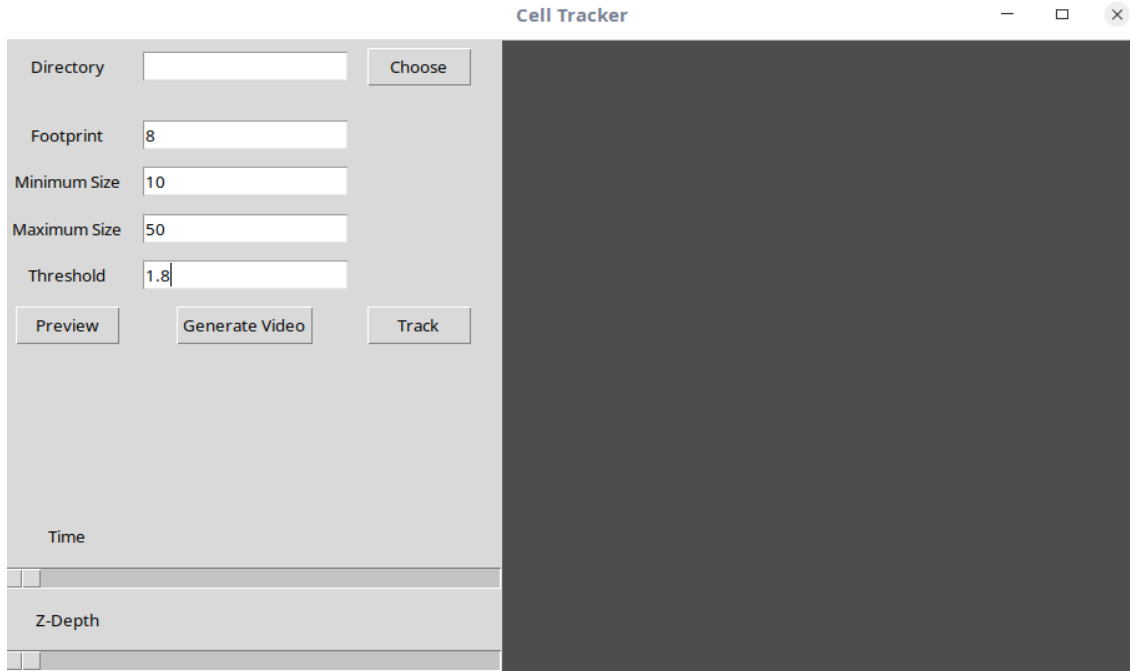 Cell Tracker
Directory Choose
Footprint 8
Minimum Size 10
Maximum Size 50
Threshold 1.8
Preview Generate Video Track
Time
Z-Depth